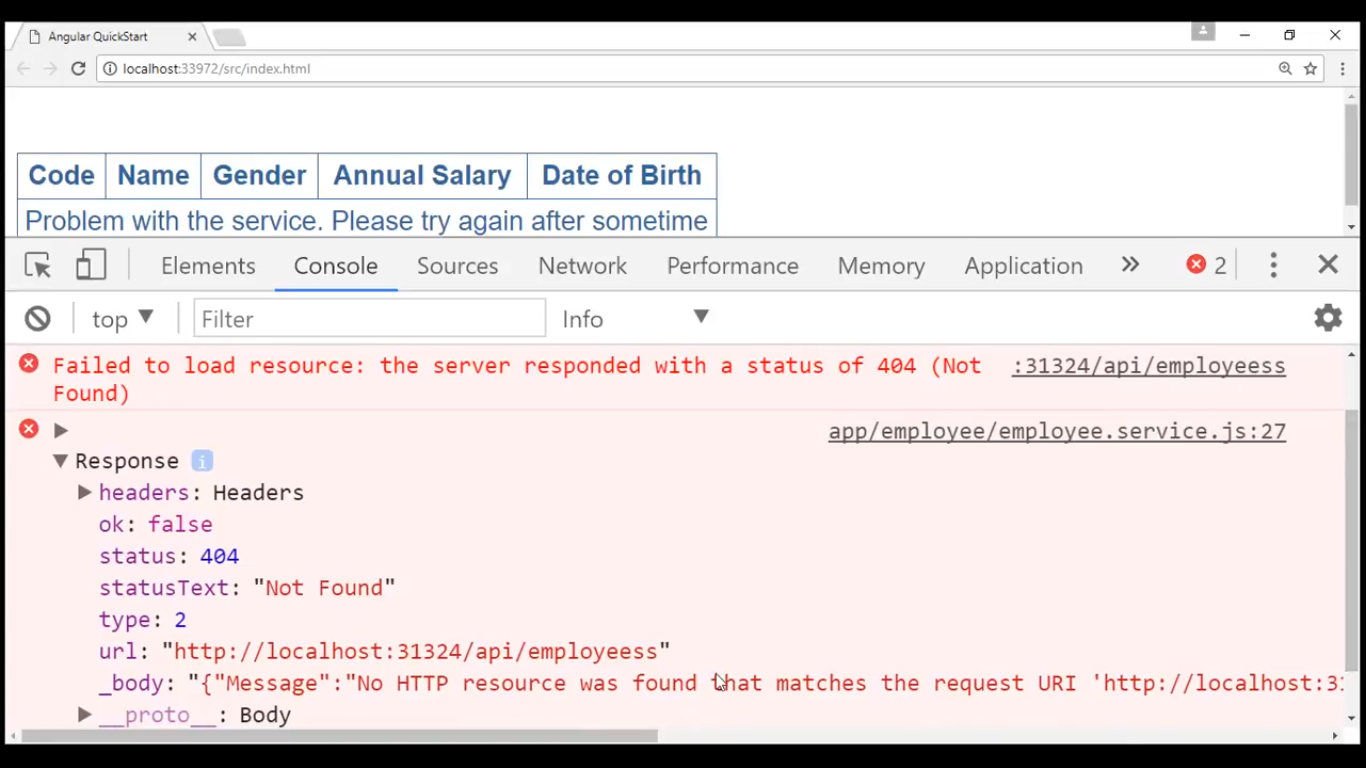 Angular QuickStart
localhost:33972/src/index.html
Code Name Gender Annual Salary Date of Birth
Problem with the service. Please try again after sometime
Elements Console Sources Network Performance Memory Application » 2
top Filter Info
Failed to load resource: the server responded with a status of 404 (Not :31324/api/employeess
Found)
app/employee/employee.service.js:27
Response i
headers: Headers
ok: false
status: 404
statusText: "Not Found"
type: 2
url: "http://localhost:31324/api/employeess"
_body: "{"Message":"No HTTP resource was found that matches the request URI 'http://localhost:31
__proto__: Body